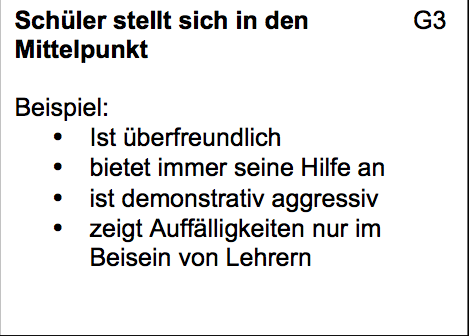 Schüler stellt sich in den G3
Mittelpunkt
Beispiel:
• Ist überfreundlich
• bietet immer seine Hilfe an
• ist demonstrativ aggressiv
• zeigt Auffälligkeiten nur im
Beisein von Lehrern